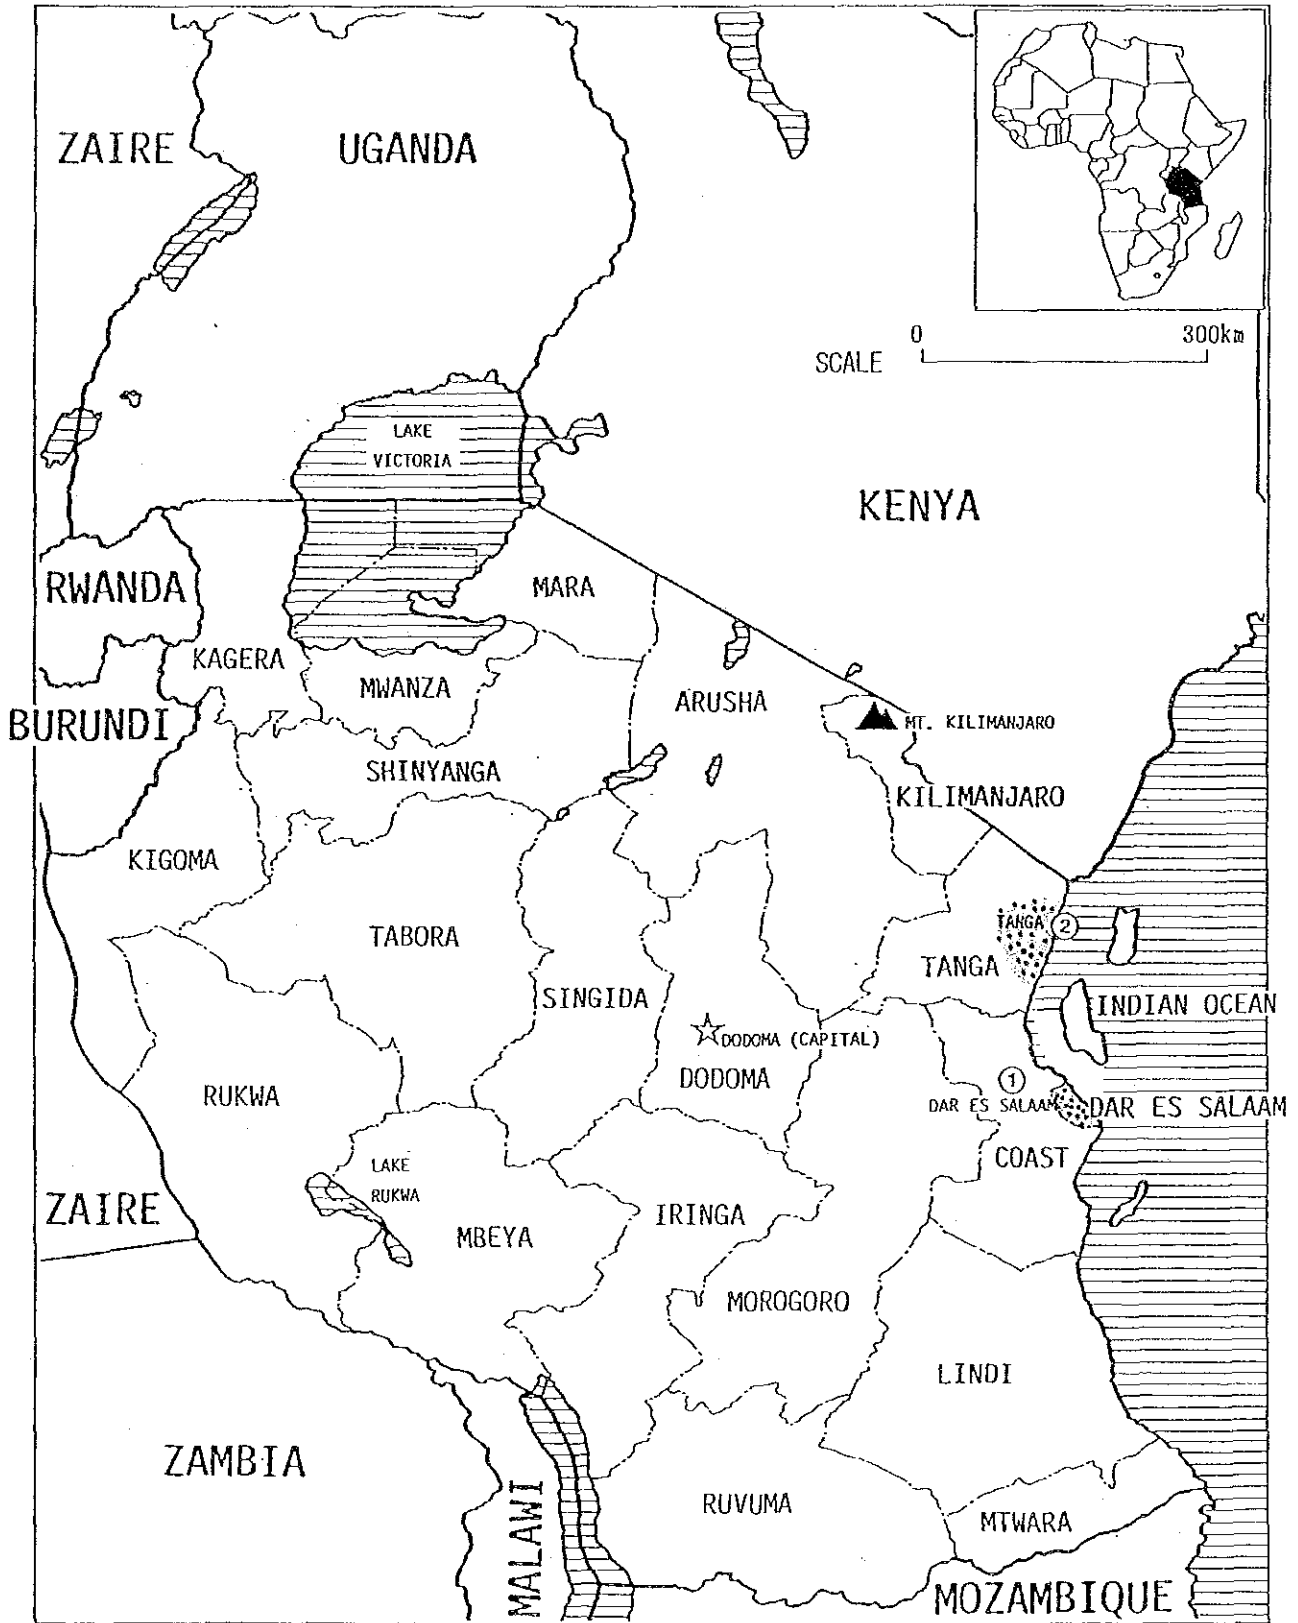 ZAIRE
UGANDA
0
300km
SCALE
LAKE
VICTORIA
KENYA
RWANDA
MARA
KAGERA
MWANZA
ARUSHA
BURUNDI
MT. KILIMANJARO
SHINYANGA
KILIMANJARO
KIGOMA
TABORA
TANGA
2
TANGA
SINGIDA
INDIAN OCEAN
DODOMA (CAPITAL)
DODOMA
1
RUKWA
DAR ES SALAAM
DAR ES SALAAM
COAST
LAKE
RUKWA
ZAIRE
IRINGA
MBEYA
MOROGORO
LINDI
ZAMBIA
MALAWI
RUVUMA
MTWARA
MOZAMBIQUE